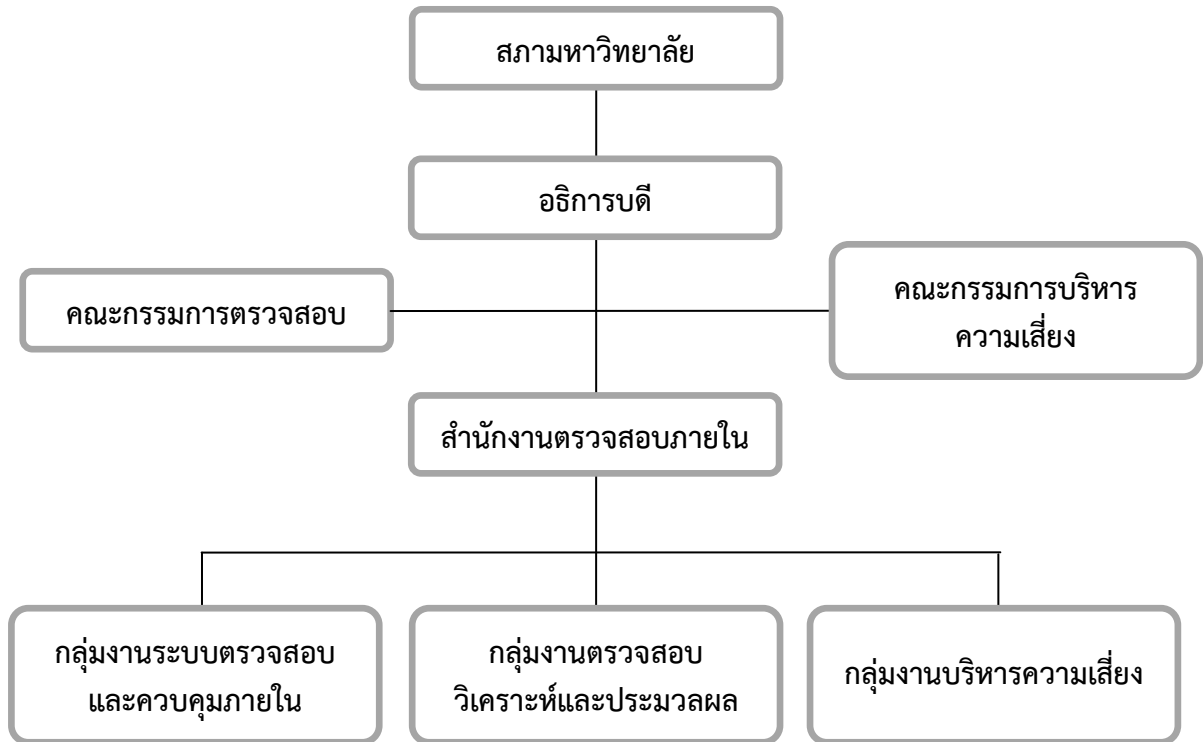 สภามหาวิทยาลัย
อธิการบดี
คณะกรรมการตรวจสอบ
คณะกรรมการบริหาร
ความเสี่ยง
สำนักงานตรวจสอบภายใน
กลุ่มงานระบบตรวจสอบ
และควบคุมภายใน
กลุ่มงานตรวจสอบ
วิเคราะห์และประมวลผล
กลุ่มงานบริหารความเสี่ยง